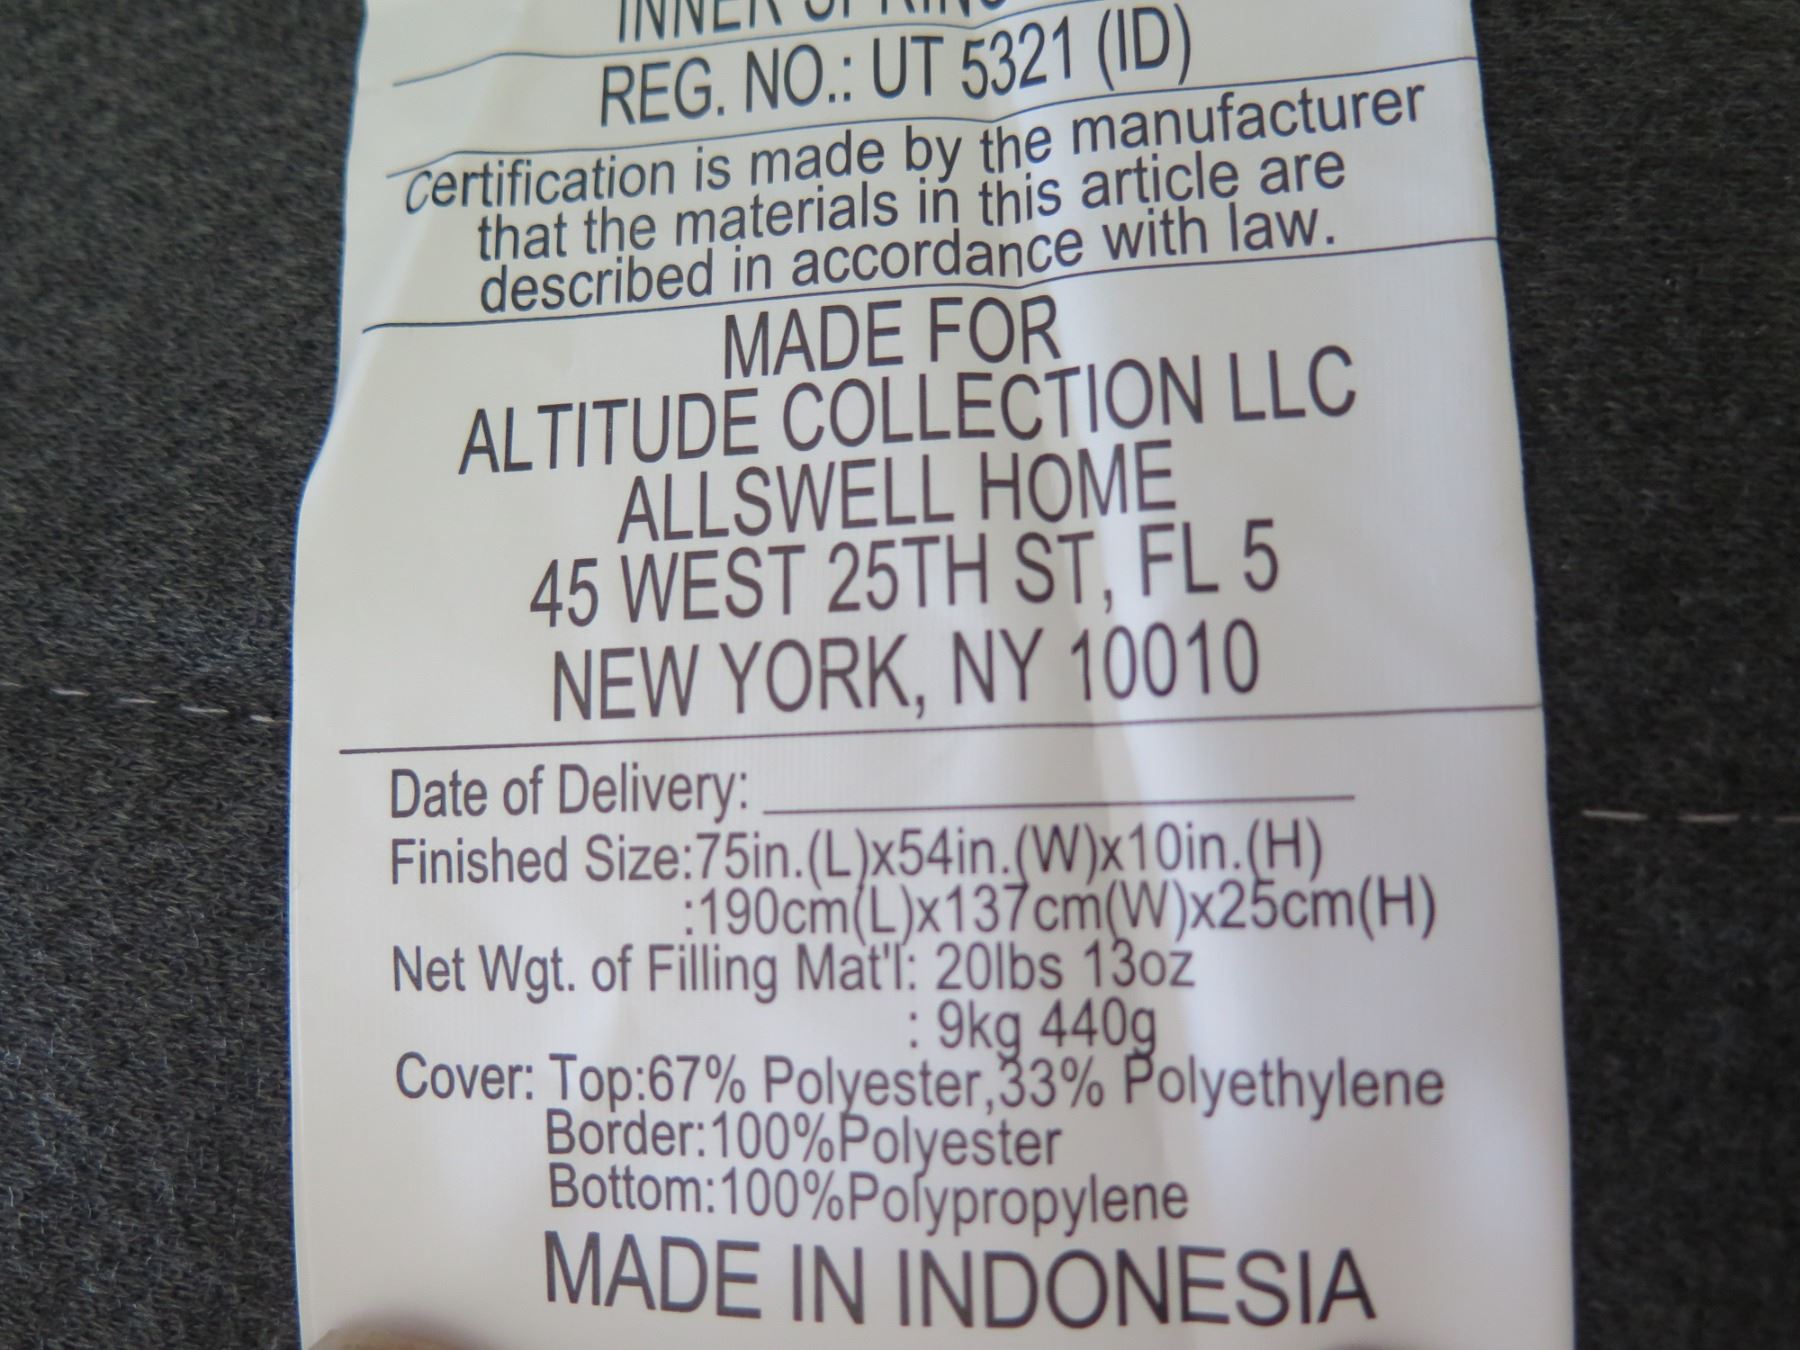 INNER SPRING
REG. NO.: UT 5321 (ID)
Certification is made by the manufacturer
that the materials in this article are
described in accordance with law.
MADE FOR
ALTITUDE COLLECTION LLC
ALLSWELL HOME
45 WEST 25TH ST, FL 5
NEW YORK, NY 10010
Date of Delivery:
Finished Size:75in.(L)x54in.(W)x10in.(H)
:190cm(L)x137cm(W)x25cm(H)
Net Wgt. of Filling Mat'l: 20lbs 13oz
: 9kg 440g
Cover: Top:67% Polyester,33% Polyethylene
Border:100%Polyester
Bottom:100%Polypropylene
MADE IN INDONESIA